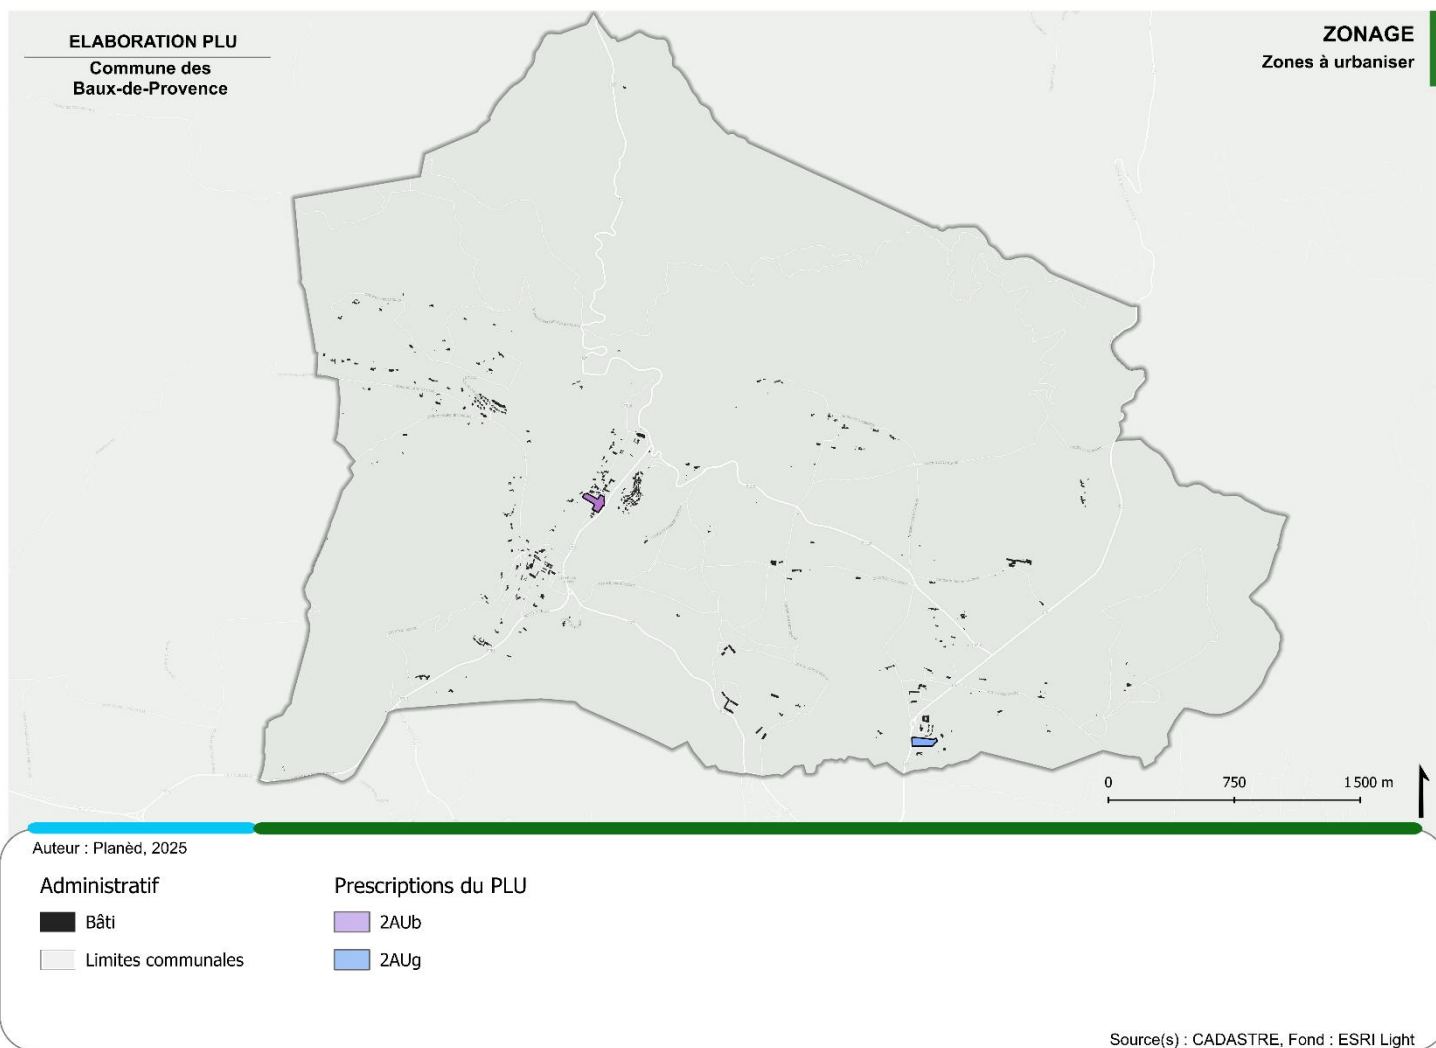 ELABORATION PLU
Commune des
Baux-de-Provence
ZONAGE
Zones à urbaniser
0 750 1 500 m
Auteur : Planèd, 2025
Administratif
Bâti
Limites communales
Prescriptions du PLU
2AUb
2AUg
Source(s) : CADASTRE, Fond : ESRI Light